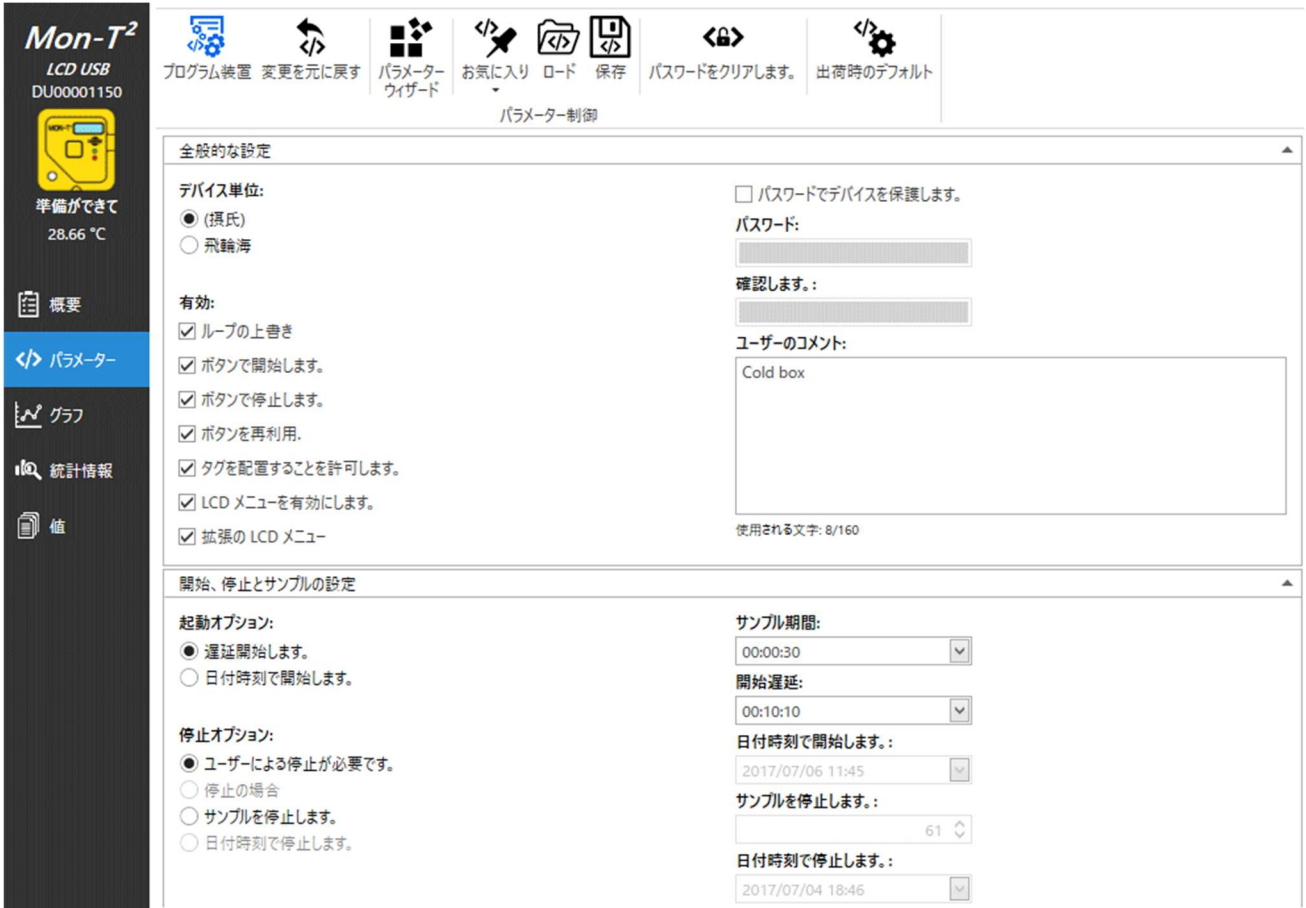 Mon-T²
LCD USB
DU00001150
MON-T²
準備ができて
28.66 °C
概要
パラメーター
グラフ
統計情報
値
プログラム装置
変更を元に戻す
パラメーター
ウィザード
お気に入り
ロード
保存
パスワードをクリアします。
出荷時のデフォルト
パラメーター制御
全般的な設定
デバイス単位:
(摂氏)
飛輪海
有効:
ループの上書き
ボタンで開始します。
ボタンで停止します。
ボタンを再利用.
タグを配置することを許可します。
LCD メニューを有効にします。
拡張の LCD メニュー
パスワードでデバイスを保護します。
パスワード:
確認します。:
ユーザーのコメント:
Cold box
使用される文字: 8/160
開始、停止とサンプルの設定
起動オプション:
遅延開始します。
日付時刻で開始します。
停止オプション:
ユーザーによる停止が必要です。
停止の場合
サンプルを停止します。
日付時刻で停止します。
サンプル期間:
00:00:30
開始遅延:
00:10:10
日付時刻で開始します。:
2017/07/06 11:45
サンプルを停止します。:
61
日付時刻で停止します。:
2017/07/04 18:46